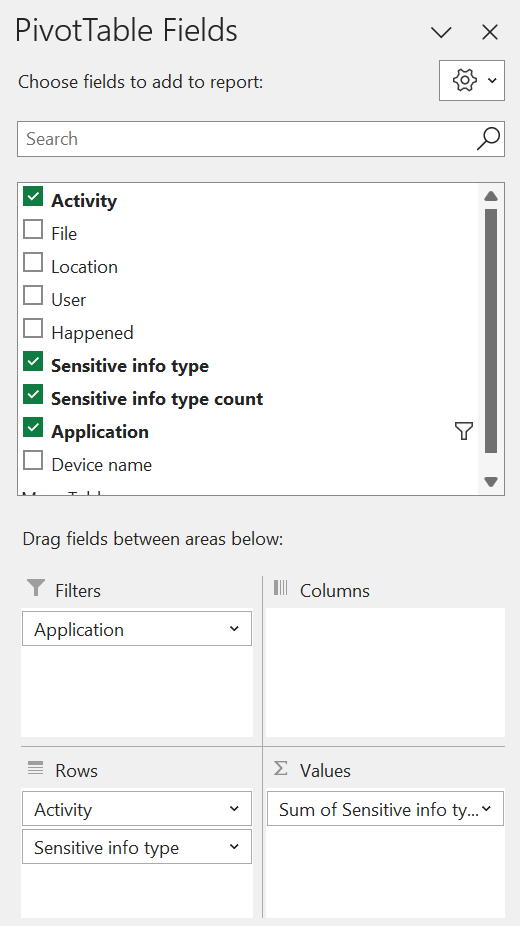 PivotTable Fields
Choose fields to add to report:
Search
Activity
File
Location
User
Happened
Sensitive info type
Sensitive info type count
Application
Device name
Drag fields between areas below:
Filters
Columns
Application
Rows
Σ Values
Activity
Sum of Sensitive info ty...
Sensitive info type